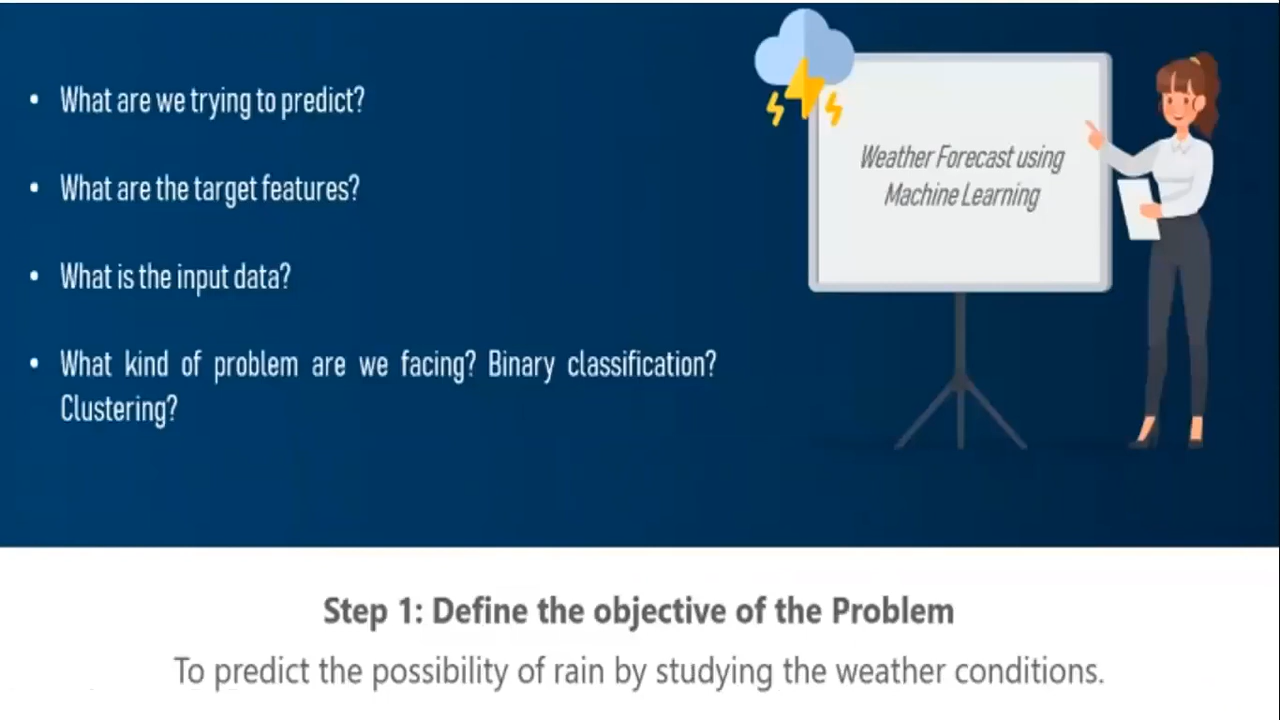 • What are we trying to predict?
• What are the target features?
• What is the input data?
• What kind of problem are we facing? Binary classification?
Clustering?
Weather Forecast using
Machine Learning
Step 1: Define the objective of the Problem
To predict the possibility of rain by studying the weather conditions.